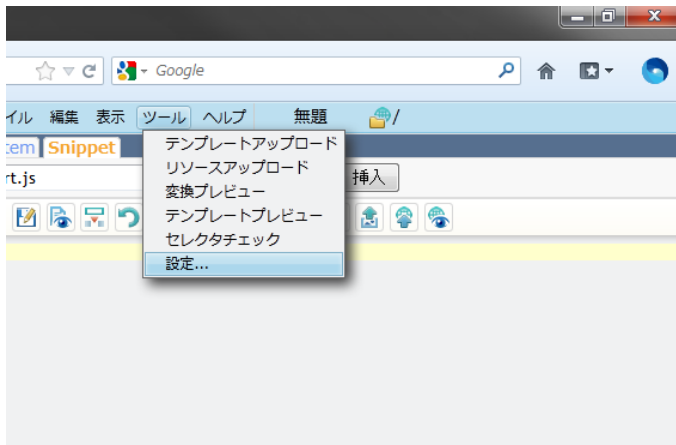 Google
イル 編集 表示 ツール ヘルプ 無題 /
tem Snippet
テンプレートアップロード
rt.js
リソースアップロード
挿入
変換プレビュー
テンプレートプレビュー
セレクタチェック
設定...